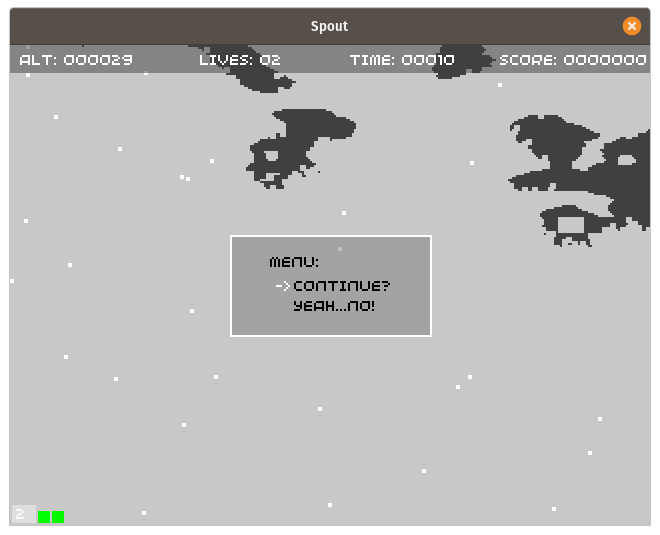 Spout
ALT: 000029 LIVES: 02 TIME: 00010 SCORE: 0000000
MENU:
->CONTINUE?
YEAH...NO!
2